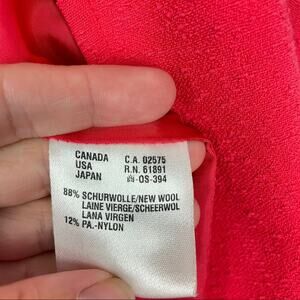 CANADA C.A. 02575
USA R.N. 61891
JAPAN -OS-394
88% SCHURWOLLE/NEW WOOL
LAINE VIERGE/SCHEERWOL
LANA VIRGEN
12% PA.-NYLON